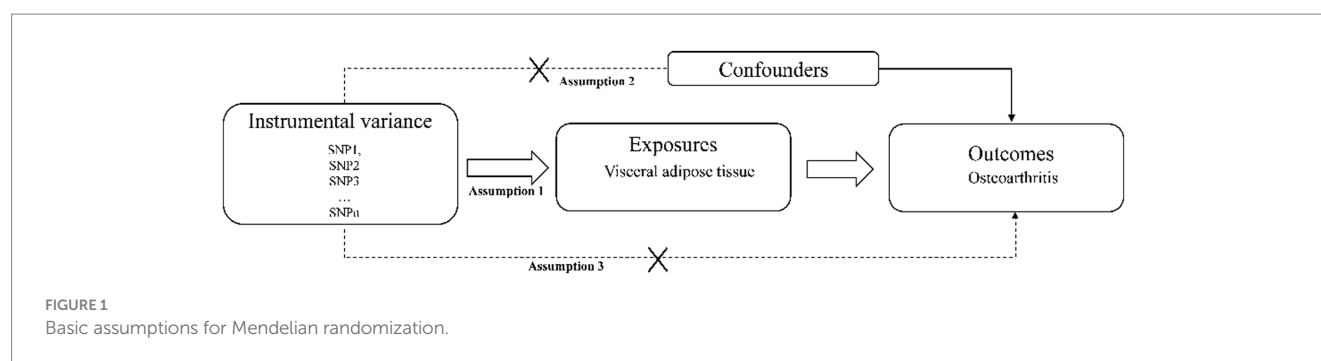 Confounders
Assumption 2
Instrumental variance
SNP1,
SNP2
SNP3
...
SNPn
Assumption 1
Exposures
Visceral adipose tissue
Outcomes
Osteoarthritis
Assumption 3
FIGURE 1
Basic assumptions for Mendelian randomization.